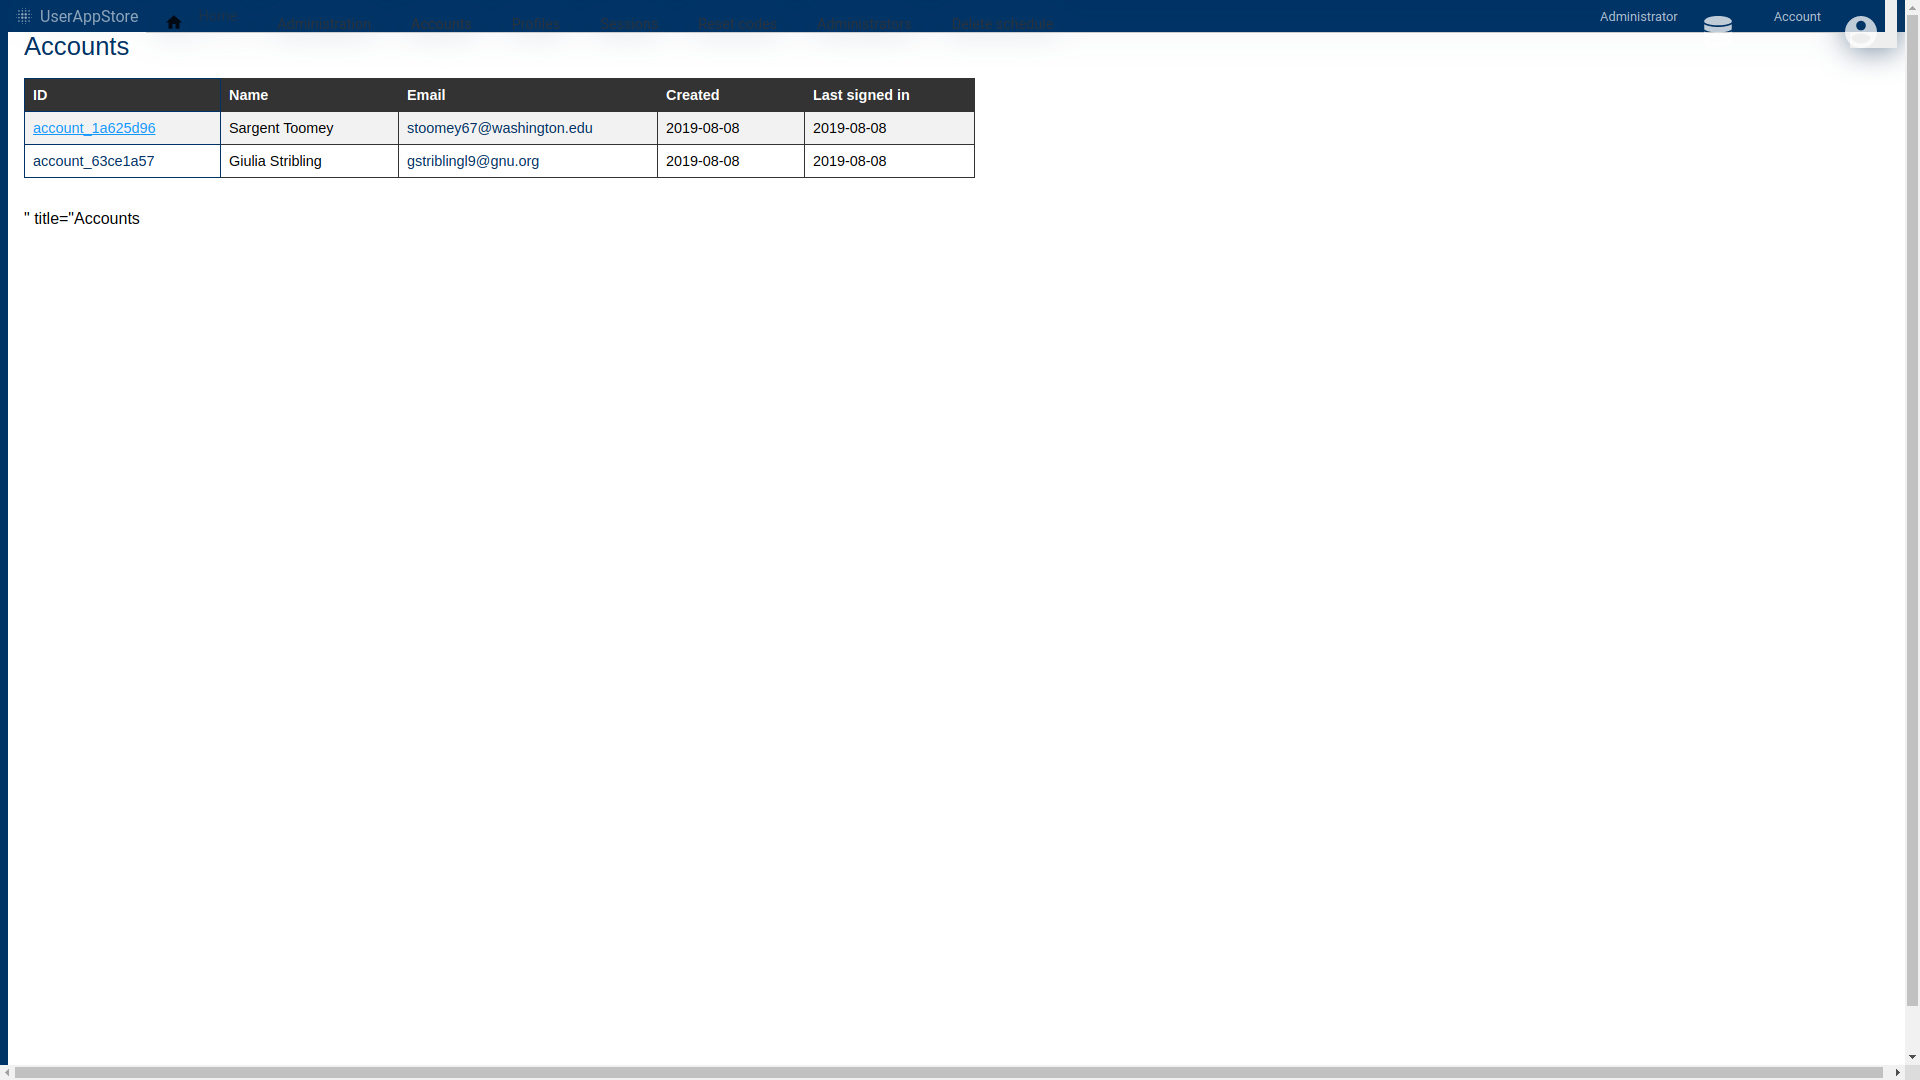 UserAppStore Home Administration Accounts Profiles Sessions Reset codes Administrators Delete schedule Administrator Account
Accounts
ID Name Email Created Last signed in
account_1a625d96 Sargent Toomey stoomey67@washington.edu 2019-08-08 2019-08-08
account_63ce1a57 Giulia Stribling gstriblingl9@gnu.org 2019-08-08 2019-08-08
" title="Accounts